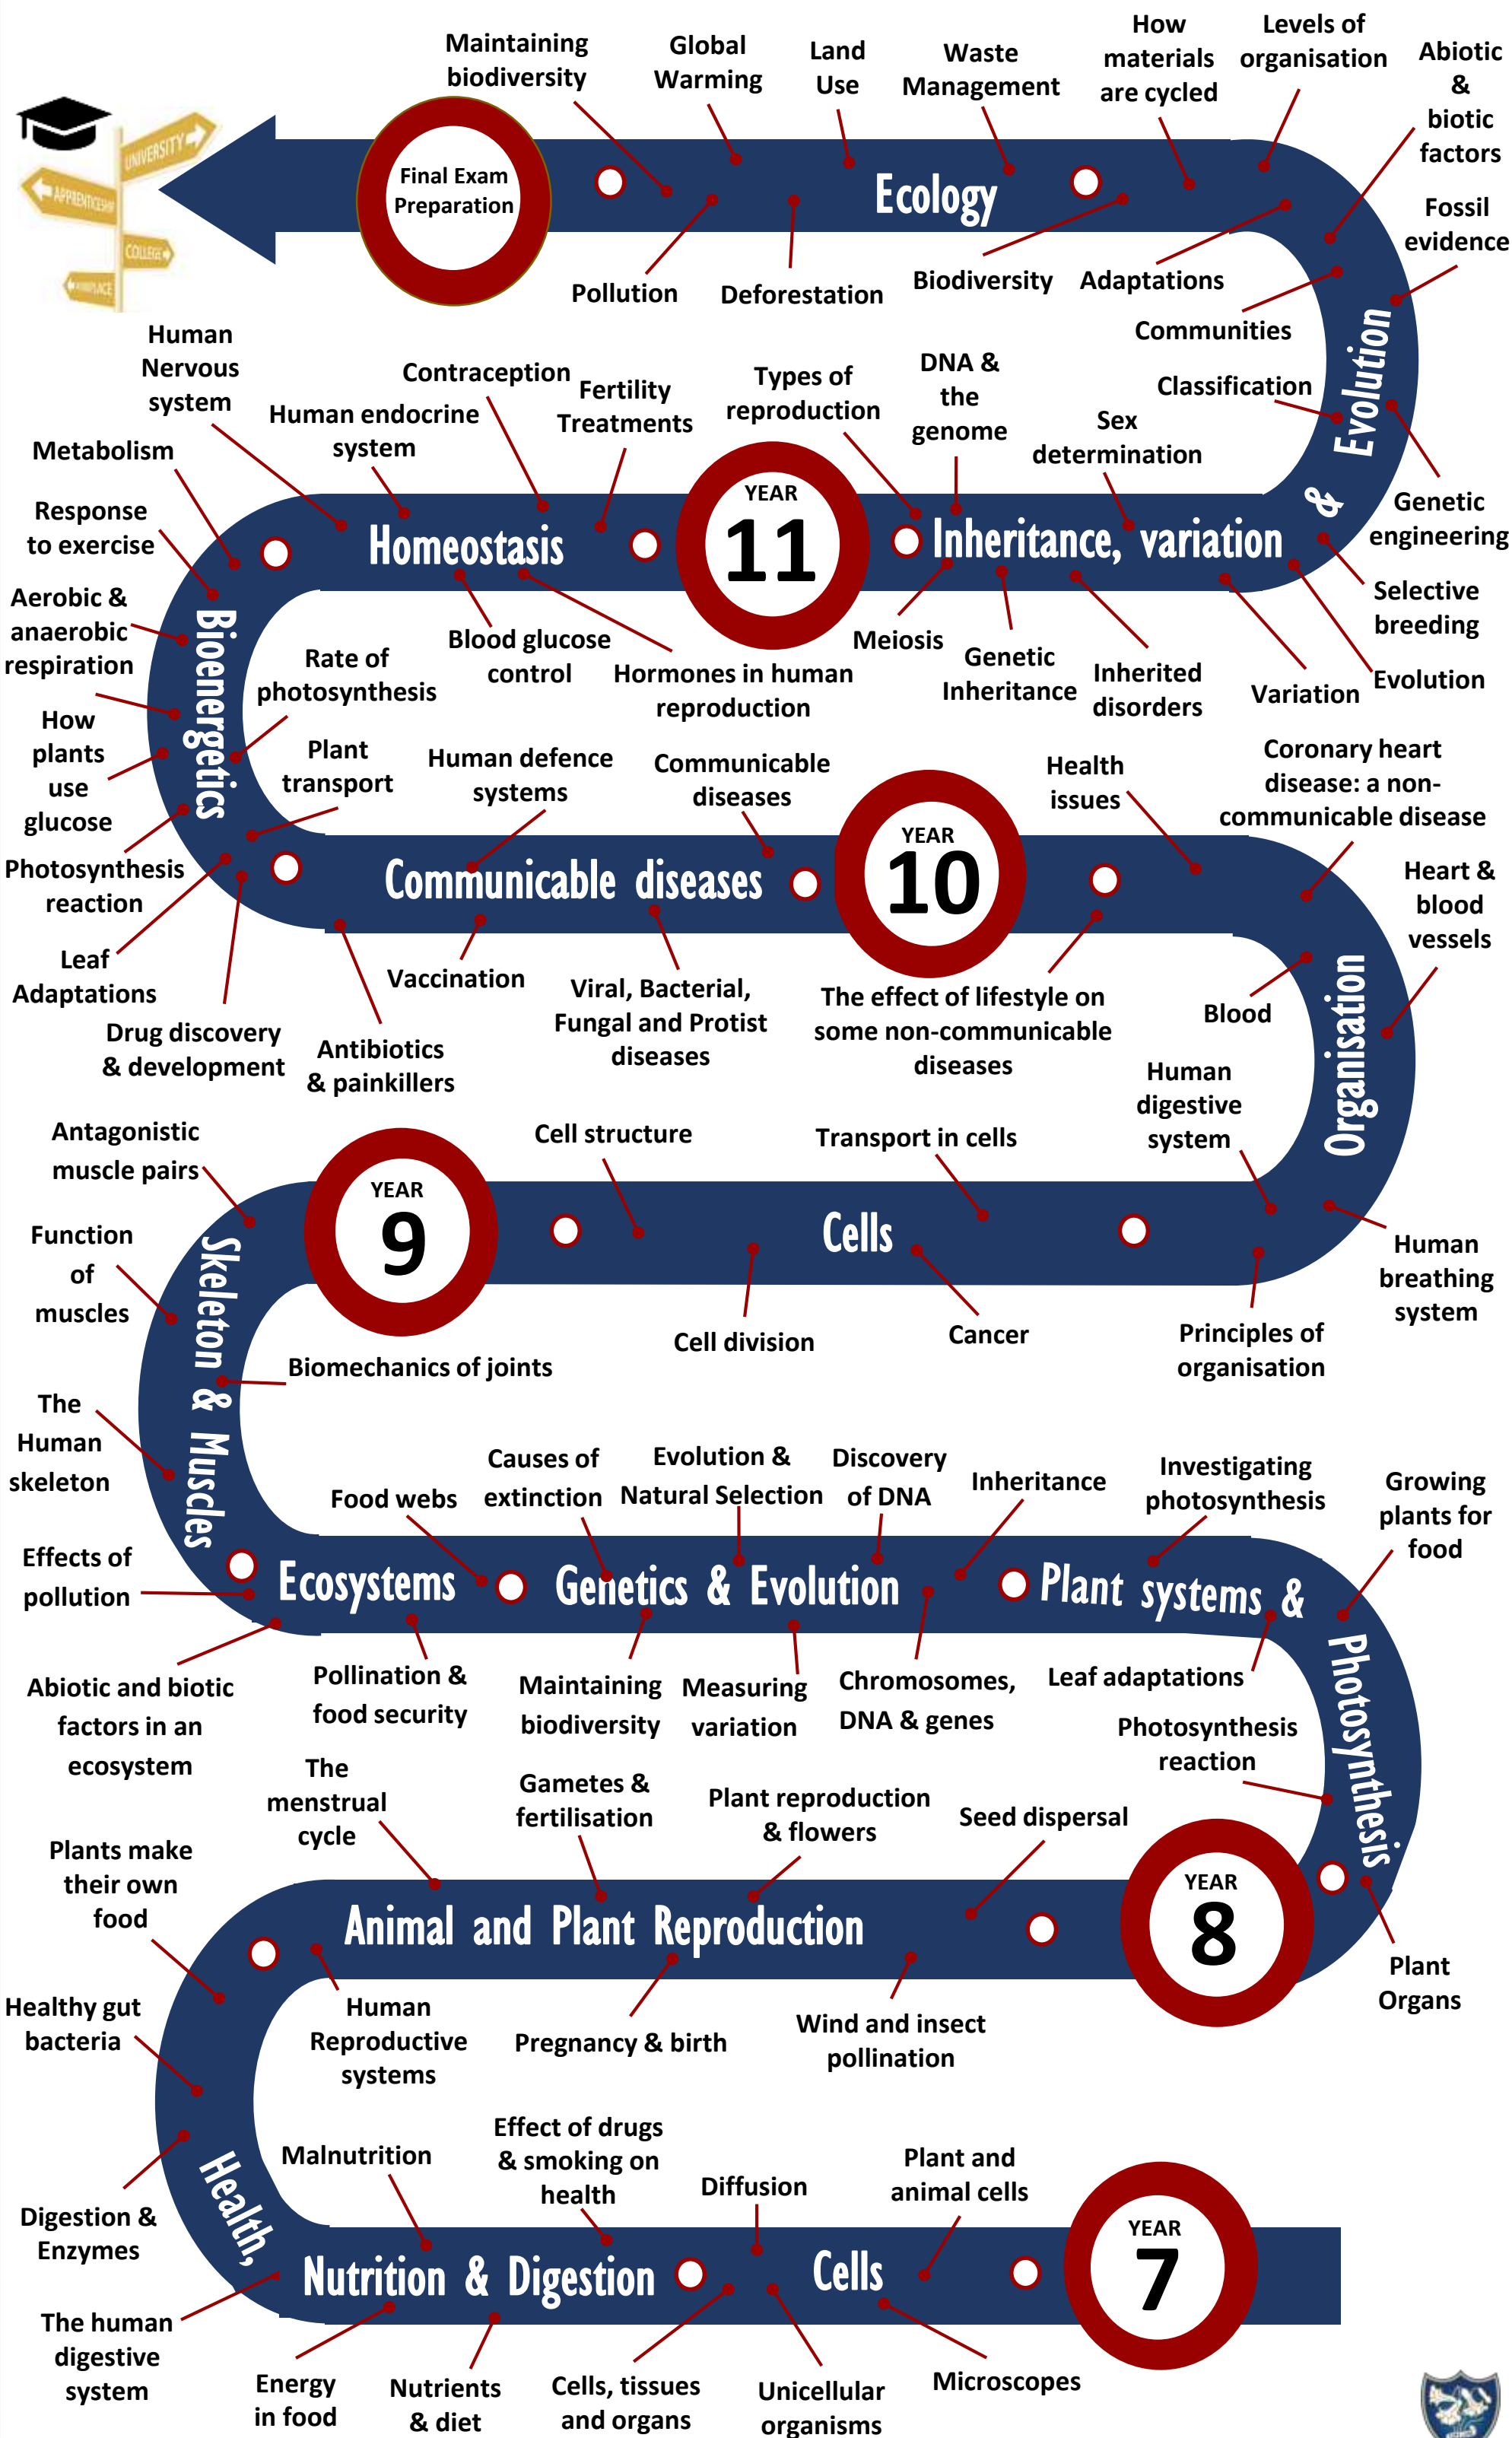 Maintaining
biodiversity
Global
Warming
Land
Use
Waste
Management
How
materials
are cycled
Levels of
organisation
Abiotic
&
biotic
factors
UNIVERSITY
APPRENTICESHIP
COLLEGE
Final Exam
Preparation
Ecology
Fossil
evidence
Pollution
Deforestation
Biodiversity
Adaptations
Communities
Evolution
&
Human
Nervous
system
Contraception
Human endocrine
system
Fertility
Treatments
Types of
reproduction
DNA &
the
genome
Sex
determination
Classification
Metabolism
Response
to exercise
Homeostasis
YEAR
11
Inheritance, variation
Genetic
engineering
Selective
breeding
Evolution
Aerobic &
anaerobic
respiration
Bioenergetics
Blood glucose
control
Hormones in human
reproduction
Meiosis
Genetic
Inheritance
Inherited
disorders
Variation
Rate of
photosynthesis
How
plants
use
glucose
Plant
transport
Human defence
systems
Communicable
diseases
Health
issues
Coronary heart
disease: a non-
communicable disease
Photosynthesis
reaction
Communicable diseases
YEAR
10
Heart &
blood
vessels
Leaf
Adaptations
Drug discovery
& development
Antibiotics
& painkillers
Vaccination
Viral, Bacterial,
Fungal and Protist
diseases
The effect of lifestyle on
some non-communicable
diseases
Blood
Organisation
Human
digestive
system
Antagonistic
muscle pairs
YEAR
9
Cell structure
Transport in cells
Cells
Function
of
muscles
Skeleton & Muscles
Biomechanics of joints
Cell division
Cancer
Principles of
organisation
Human
breathing
system
The
Human
skeleton
Food webs
Causes of
extinction
Evolution &
Natural Selection
Discovery
of DNA
Inheritance
Investigating
photosynthesis
Growing
plants for
food
Effects of
pollution
Ecosystems
Genetics & Evolution
Plant systems &
Photosynthesis
Abiotic and biotic
factors in an
ecosystem
Pollination &
food security
Maintaining
biodiversity
Measuring
variation
Chromosomes,
DNA & genes
Leaf adaptations
Photosynthesis
reaction
The
menstrual
cycle
Gametes &
fertilisation
Plant reproduction
& flowers
Seed dispersal
Plants make
their own
food
Animal and Plant Reproduction
YEAR
8
Plant
Organs
Healthy gut
bacteria
Human
Reproductive
systems
Pregnancy & birth
Wind and insect
pollination
Digestion &
Enzymes
Health,
Malnutrition
Effect of drugs
& smoking on
health
Diffusion
Plant and
animal cells
Nutrition & Digestion
Cells
YEAR
7
The human
digestive
system
Energy
in food
Nutrients
& diet
Cells, tissues
and organs
Unicellular
organisms
Microscopes